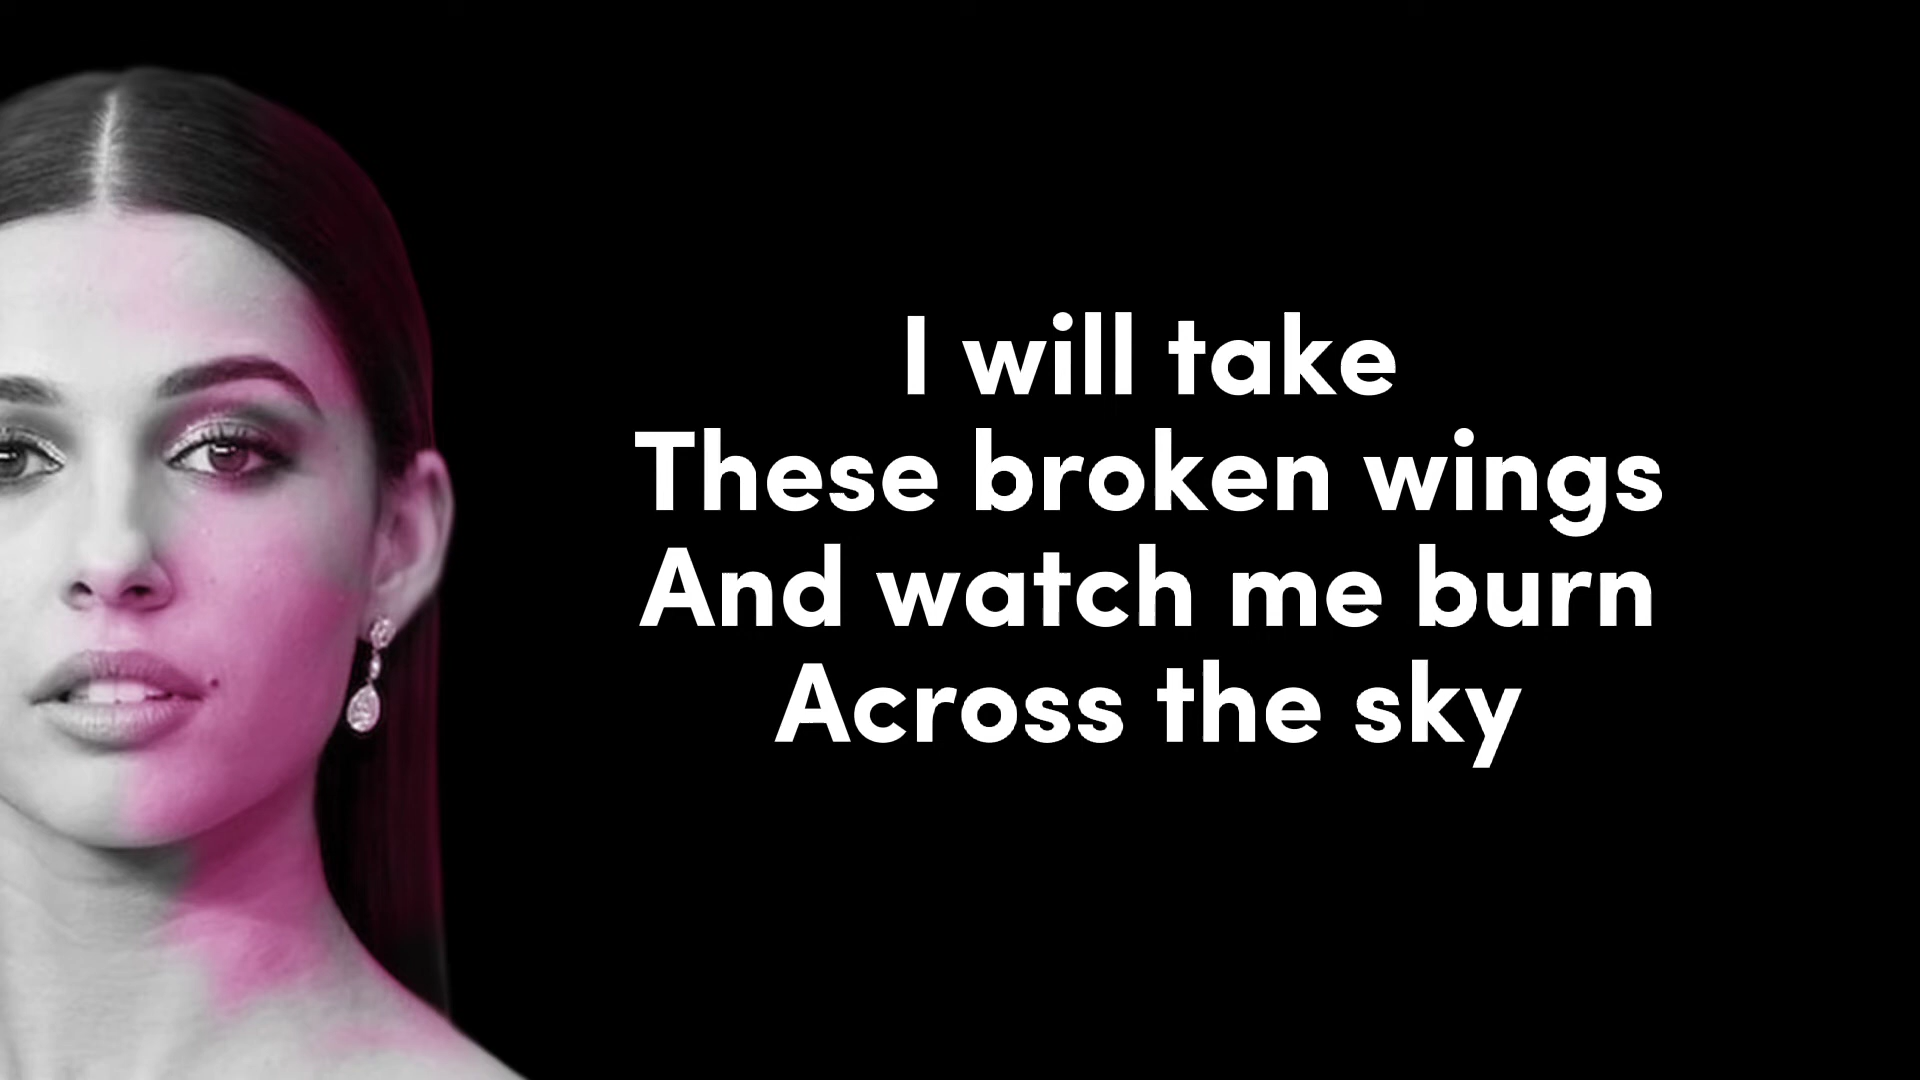 I will take
These broken wings
And watch me burn
Across the sky